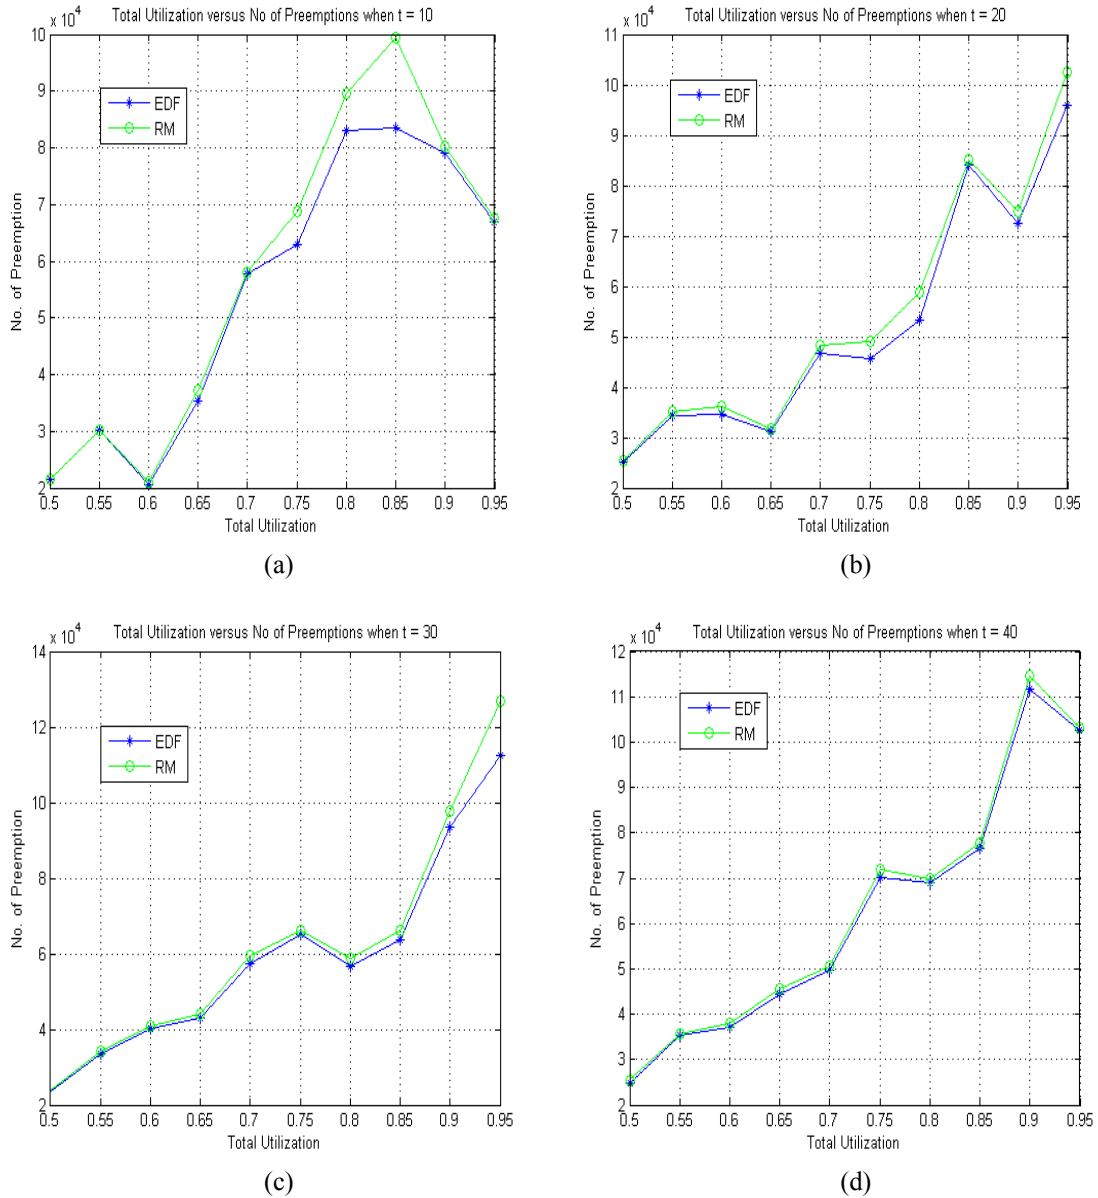 Total Utilization versus No of Preemptions when t = 10
x 10^4
10
9
8
7
6
5
4
3
2
EDF
RM
No. of Preemption
0.5 0.55 0.6 0.65 0.7 0.75 0.8 0.85 0.9 0.95
Total Utilization
(a)
Total Utilization versus No of Preemptions when t = 20
x 10^4
11
10
9
8
7
6
5
4
3
2
EDF
RM
No. of Preemption
0.5 0.55 0.6 0.65 0.7 0.75 0.8 0.85 0.9 0.95
Total Utilization
(b)
Total Utilization versus No of Preemptions when t = 30
x 10^4
14
12
10
8
6
4
2
EDF
RM
No. of Preemption
0.5 0.55 0.6 0.65 0.7 0.75 0.8 0.85 0.9 0.95
Total Utilization
(c)
Total Utilization versus No of Preemptions when t = 40
x 10^4
12
11
10
9
8
7
6
5
4
3
2
EDF
RM
No. of Preemption
0.5 0.55 0.6 0.65 0.7 0.75 0.8 0.85 0.9 0.95
Total Utilization
(d)